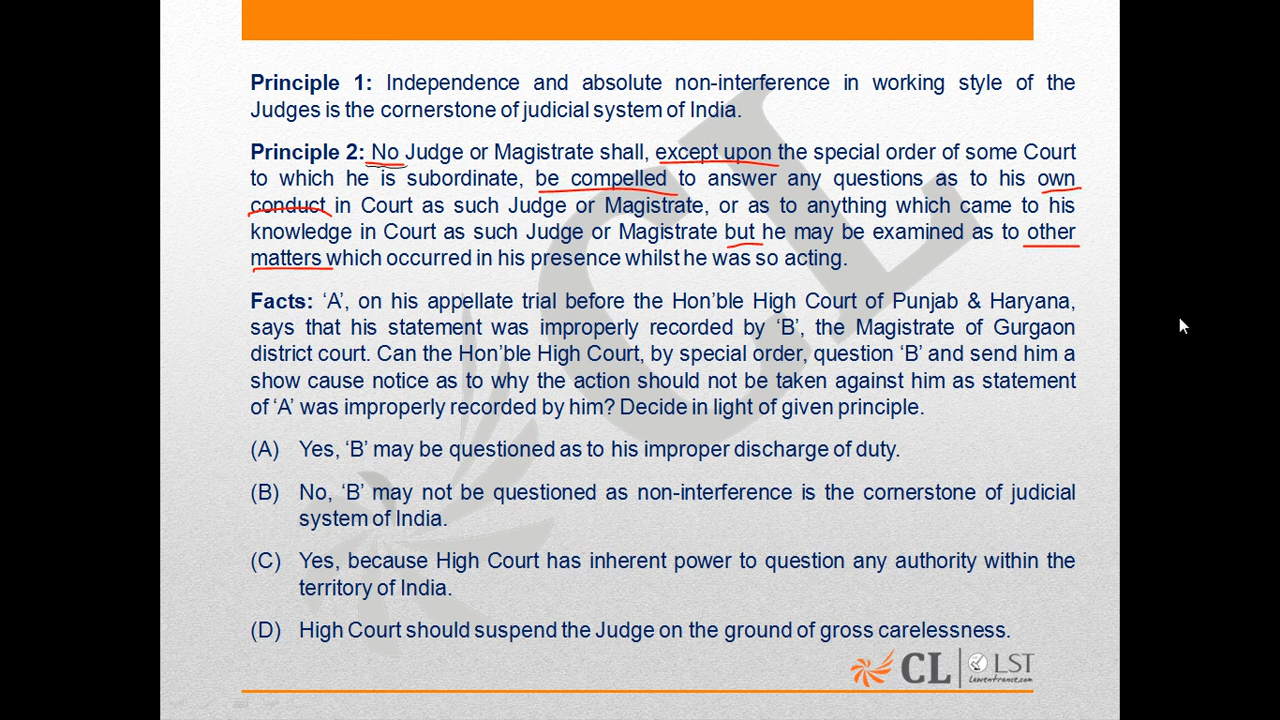 Principle 1: Independence and absolute non-interference in working style of the
Judges is the cornerstone of judicial system of India.
Principle 2: No Judge or Magistrate shall, except upon the special order of some Court
to which he is subordinate, be compelled to answer any questions as to his own
conduct in Court as such Judge or Magistrate, or as to anything which came to his
knowledge in Court as such Judge or Magistrate but he may be examined as to other
matters which occurred in his presence whilst he was so acting.
Facts: ‘A’, on his appellate trial before the Hon’ble High Court of Punjab & Haryana,
says that his statement was improperly recorded by ‘B’, the Magistrate of Gurgaon
district court. Can the Hon’ble High Court, by special order, question ‘B’ and send him a
show cause notice as to why the action should not be taken against him as statement
of ‘A’ was improperly recorded by him? Decide in light of given principle.
(A) Yes, ‘B’ may be questioned as to his improper discharge of duty.
(B) No, ‘B’ may not be questioned as non-interference is the cornerstone of judicial
system of India.
(C) Yes, because High Court has inherent power to question any authority within the
territory of India.
(D) High Court should suspend the Judge on the ground of gross carelessness.
CL LST
Lawentrance.com